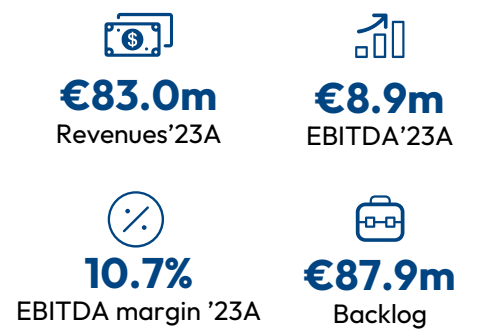 €83.0m
Revenues’23A
€8.9m
EBITDA’23A
10.7%
EBITDA margin ’23A
€87.9m
Backlog